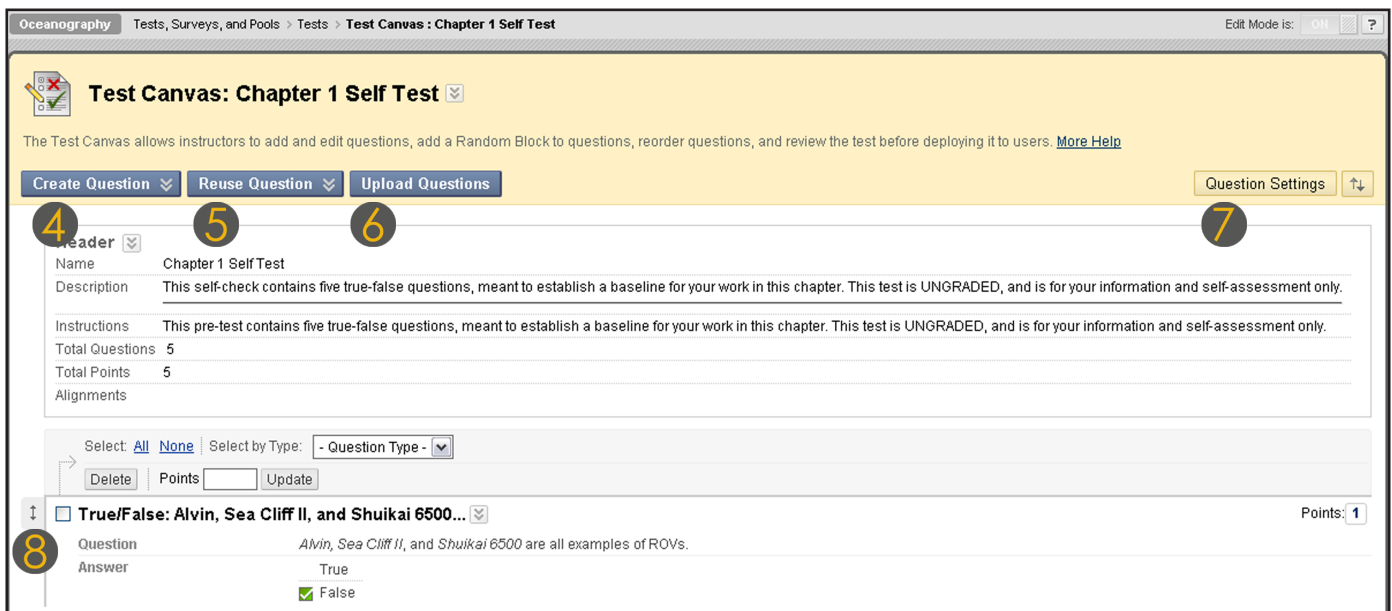 Oceanography Tests, Surveys, and Pools > Tests > Test Canvas : Chapter 1 Self Test Edit Mode is: ON ?
Test Canvas: Chapter 1 Self Test
The Test Canvas allows instructors to add and edit questions, add a Random Block to questions, reorder questions, and review the test before deploying it to users. More Help
Create Question Reuse Question Upload Questions Question Settings
4 5 6 7
Header
Name Chapter 1 Self Test
Description This self-check contains five true-false questions, meant to establish a baseline for your work in this chapter. This test is UNGRADED, and is for your information and self-assessment only.
Instructions This pre-test contains five true-false questions, meant to establish a baseline for your work in this chapter. This test is UNGRADED, and is for your information and self-assessment only.
Total Questions 5
Total Points 5
Alignments
Select: All None Select by Type: - Question Type -
Delete Points Update
True/False: Alvin, Sea Cliff II, and Shuikai 6500... Points: 1
8
Question Alvin, Sea Cliff II, and Shuikai 6500 are all examples of ROVs.
Answer True
False